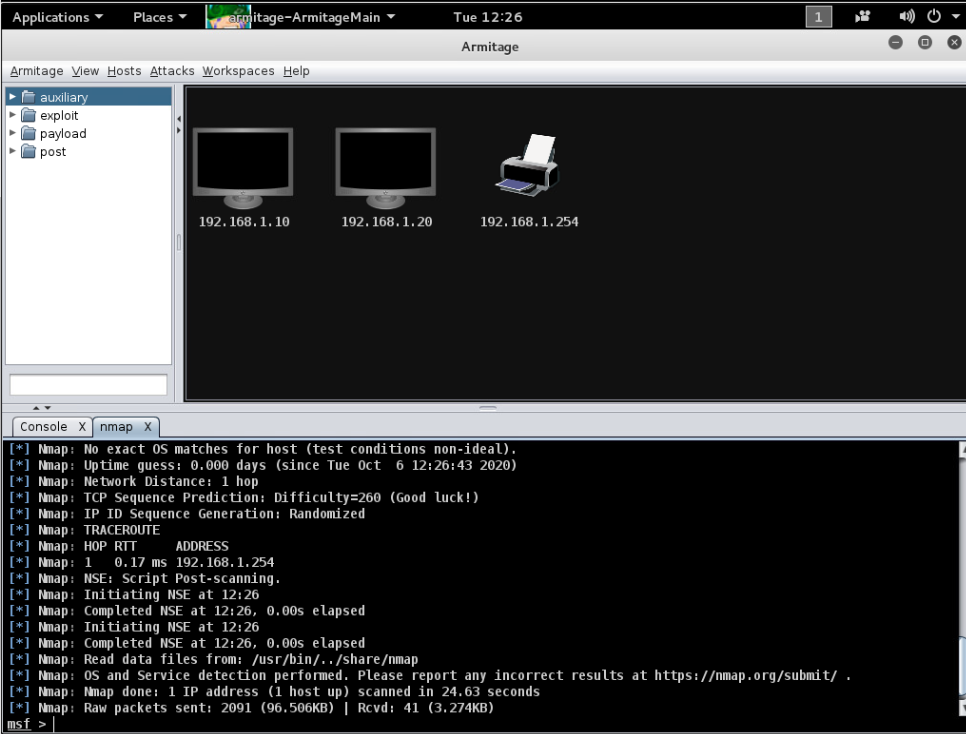 Applications Places armitage-ArmitageMain Tue 12:26 1
Armitage
Armitage View Hosts Attacks Workspaces Help
auxiliary
exploit
payload
post
192.168.1.10 192.168.1.20 192.168.1.254
Console X nmap X
[*] Nmap: No exact OS matches for host (test conditions non-ideal).
[*] Nmap: Uptime guess: 0.000 days (since Tue Oct  6 12:26:43 2020)
[*] Nmap: Network Distance: 1 hop
[*] Nmap: TCP Sequence Prediction: Difficulty=260 (Good luck!)
[*] Nmap: IP ID Sequence Generation: Randomized
[*] Nmap: TRACEROUTE
[*] Nmap: HOP RTT     ADDRESS
[*] Nmap: 1   0.17 ms 192.168.1.254
[*] Nmap: NSE: Script Post-scanning.
[*] Nmap: Initiating NSE at 12:26
[*] Nmap: Completed NSE at 12:26, 0.00s elapsed
[*] Nmap: Initiating NSE at 12:26
[*] Nmap: Completed NSE at 12:26, 0.00s elapsed
[*] Nmap: Read data files from: /usr/bin/../share/nmap
[*] Nmap: OS and Service detection performed. Please report any incorrect results at https://nmap.org/submit/ .
[*] Nmap: Nmap done: 1 IP address (1 host up) scanned in 24.63 seconds
[*] Nmap: Raw packets sent: 2091 (96.506KB) | Rcvd: 41 (3.274KB)
msf >